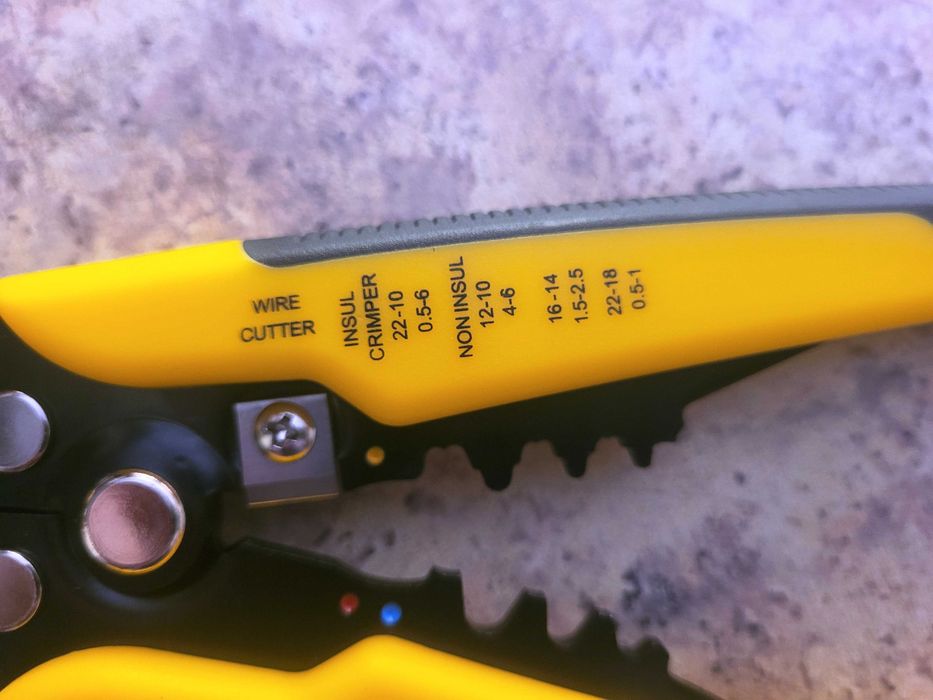 WIRE
CUTTER
INSUL
CRIMPER
22-10
0.5-6
NON INSUL
12-10
4-6
16-14
1.5-2.5
22-18
0.5-1